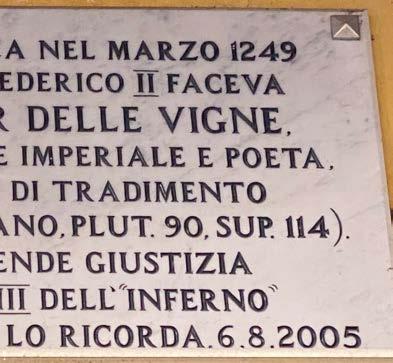 CA NEL MARZO 1249
EDERICO II FACEVA
R DELLE VIGNE,
E IMPERIALE E POETA,
DI TRADIMENTO
ANO, PLUT. 90, SUP. 114).
ENDE GIUSTIZIA
III DELL'"INFERNO"
LO RICORDA. 6.8.2005